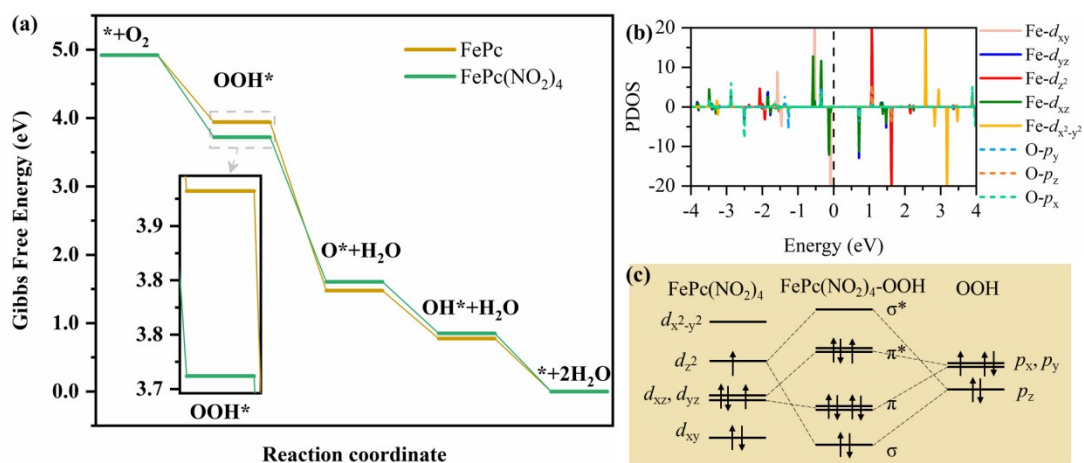 (a)
*+O₂
FePc
FePc(NO₂)₄
OOH*
O*+H₂O
OH*+H₂O
*+2H₂O
5.0
4.0
3.0
2.0
1.0
0.0
Gibbs Free Energy (eV)
3.9
3.8
3.8
3.7
OOH*
Reaction coordinate
(b)
20
10
0
-10
-20
PDOS
-4 -3 -2 -1 0 1 2 3 4
Energy (eV)
Fe-dxy
Fe-dyz
Fe-dz²
Fe-dxz
Fe-dx²-y²
O-py
O-pz
O-px
(c)
FePc(NO₂)₄ FePc(NO₂)₄-OOH OOH
σ*
dx²-y²
π*
dz²
px, py
dxz, dyz
pz
π
dxy
σ